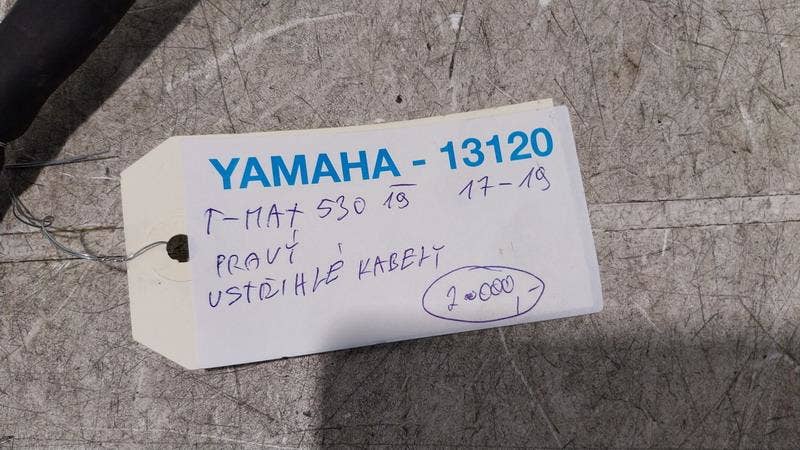 YAMAHA - 13120
T-MAX 530 19 17-19
PRAVÝ
USTŘIHLÉ KABELY
2.000,-